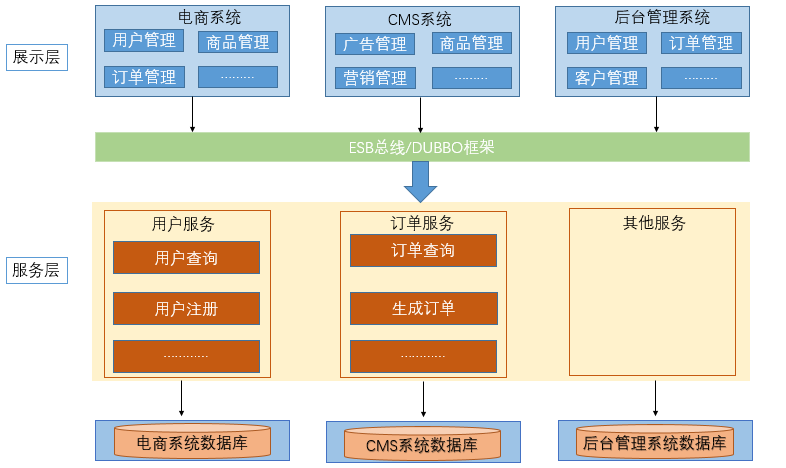 展示层
电商系统
用户管理
商品管理
订单管理
………
CMS系统
广告管理
商品管理
营销管理
………
后台管理系统
用户管理
订单管理
客户管理
………
ESB总线/DUBBO框架
服务层
用户服务
用户查询
用户注册
…………
订单服务
订单查询
生成订单
…………
其他服务
电商系统数据库
CMS系统数据库
后台管理系统数据库